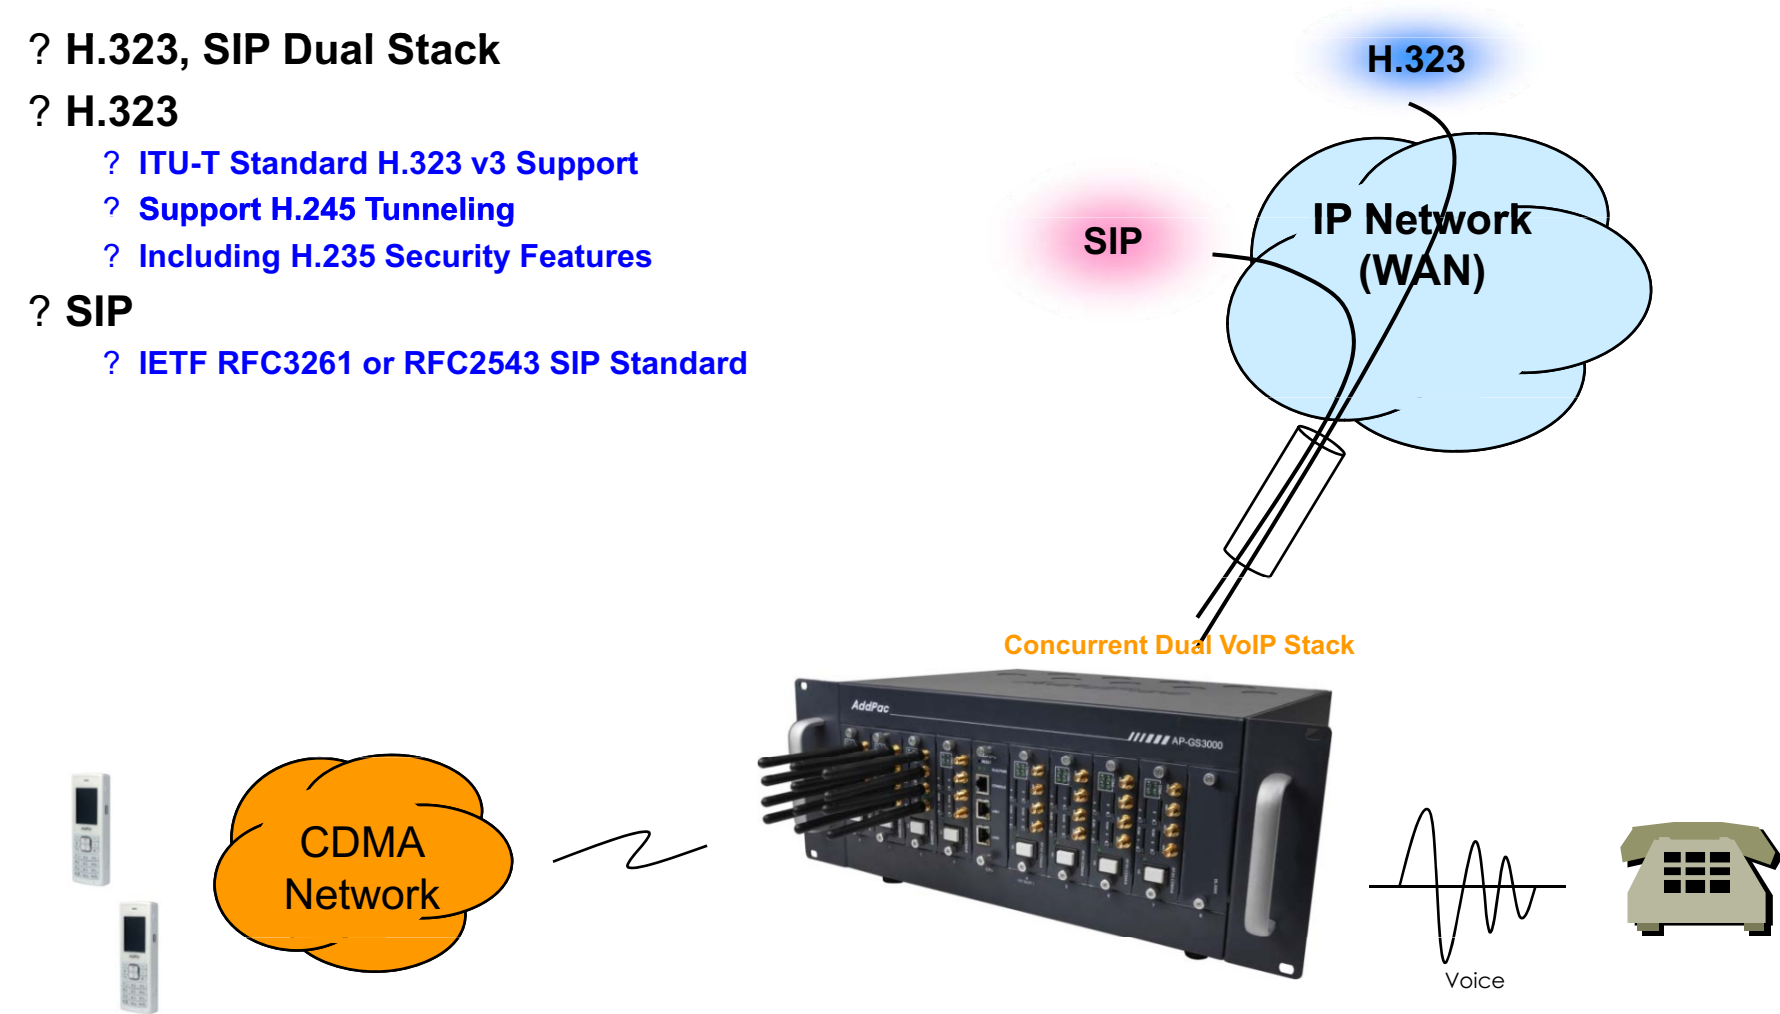 ? H.323, SIP Dual Stack
? H.323
? ITU-T Standard H.323 v3 Support
? Support H.245 Tunneling
? Including H.235 Security Features
? SIP
? IETF RFC3261 or RFC2543 SIP Standard
H.323
SIP
IP Network
(WAN)
Concurrent Dual VoIP Stack
AddPac
AP-GS3000
CDMA
Network
Voice